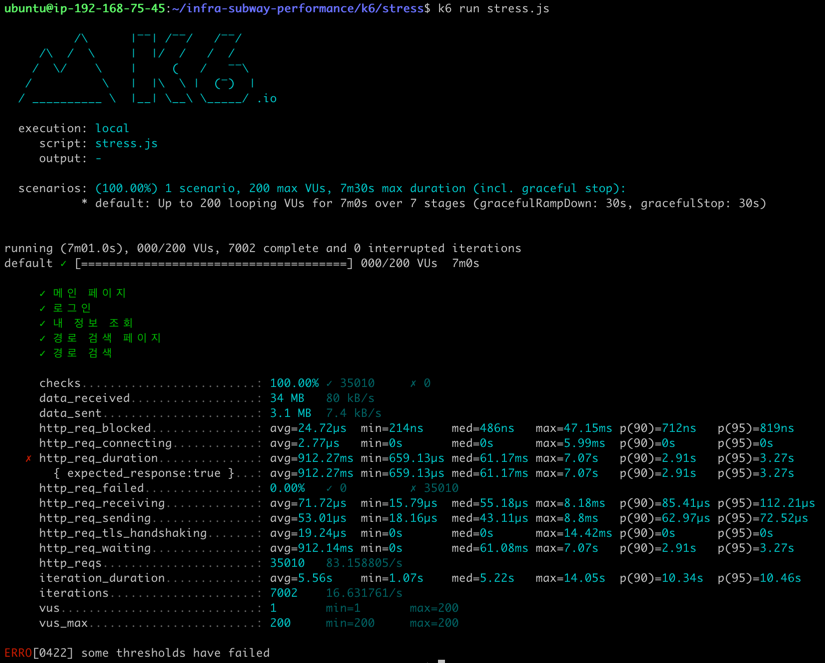 ubuntu@ip-192-168-75-45:~/infra-subway-performance/k6/stress$ k6 run stress.js
          /\      |‾‾| /‾‾/   /‾‾/
     /\  /  \     |  |/  /   /  /
    /  \/    \    |     (   /   ‾‾\
   /          \   |  |\  \ |  (‾)  |
  / __________ \  |__| \__\ \_____/ .io
  execution: local
     script: stress.js
     output: -
  scenarios: (100.00%) 1 scenario, 200 max VUs, 7m30s max duration (incl. graceful stop):
           * default: Up to 200 looping VUs for 7m0s over 7 stages (gracefulRampDown: 30s, gracefulStop: 30s)
running (7m01.0s), 000/200 VUs, 7002 complete and 0 interrupted iterations
default ✓ [======================================] 000/200 VUs  7m0s
     ✓ 메인 페이지
     ✓ 로그인
     ✓ 내 정보 조회
     ✓ 경로 검색 페이지
     ✓ 경로 검색
     checks.........................: 100.00% ✓ 35010     ✗ 0
     data_received..................: 34 MB   80 kB/s
     data_sent......................: 3.1 MB  7.4 kB/s
     http_req_blocked...............: avg=24.72µs  min=214ns    med=486ns   max=47.15ms p(90)=712ns   p(95)=819ns
     http_req_connecting............: avg=2.77µs   min=0s       med=0s      max=5.99ms  p(90)=0s      p(95)=0s
   ✗ http_req_duration..............: avg=912.27ms min=659.13µs med=61.17ms max=7.07s   p(90)=2.91s   p(95)=3.27s
       { expected_response:true }...: avg=912.27ms min=659.13µs med=61.17ms max=7.07s   p(90)=2.91s   p(95)=3.27s
     http_req_failed................: 0.00%   ✓ 0         ✗ 35010
     http_req_receiving.............: avg=71.72µs  min=15.79µs  med=55.18µs max=8.18ms  p(90)=85.41µs p(95)=112.21µs
     http_req_sending...............: avg=53.01µs  min=18.16µs  med=43.11µs max=8.8ms   p(90)=62.97µs p(95)=72.52µs
     http_req_tls_handshaking.......: avg=19.24µs  min=0s       med=0s      max=14.42ms p(90)=0s      p(95)=0s
     http_req_waiting...............: avg=912.14ms min=0s       med=61.08ms max=7.07s   p(90)=2.91s   p(95)=3.27s
     http_reqs......................: 35010   83.158805/s
     iteration_duration.............: avg=5.56s    min=1.07s    med=5.22s   max=14.05s  p(90)=10.34s  p(95)=10.46s
     iterations.....................: 7002    16.631761/s
     vus............................: 1       min=1       max=200
     vus_max........................: 200     min=200     max=200
ERRO[0422] some thresholds have failed